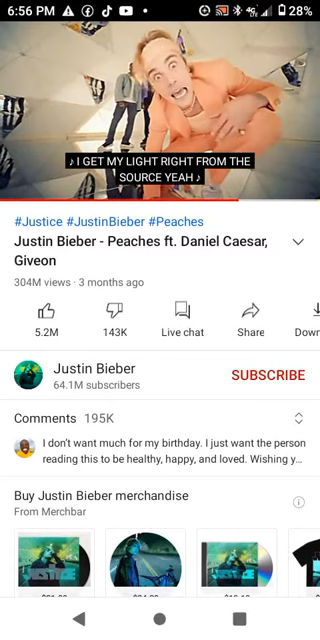 6:56 PM
28%
♪ I GET MY LIGHT RIGHT FROM THE
SOURCE YEAH ♪
#Justice #JustinBieber #Peaches
Justin Bieber - Peaches ft. Daniel Caesar,
Giveon
304M views · 3 months ago
5.2M
143K
Live chat
Share
Down
Justin Bieber
64.1M subscribers
SUBSCRIBE
Comments 195K
I don't want much for my birthday. I just want the person
reading this to be healthy, happy, and loved. Wishing y...
Buy Justin Bieber merchandise
From Merchbar